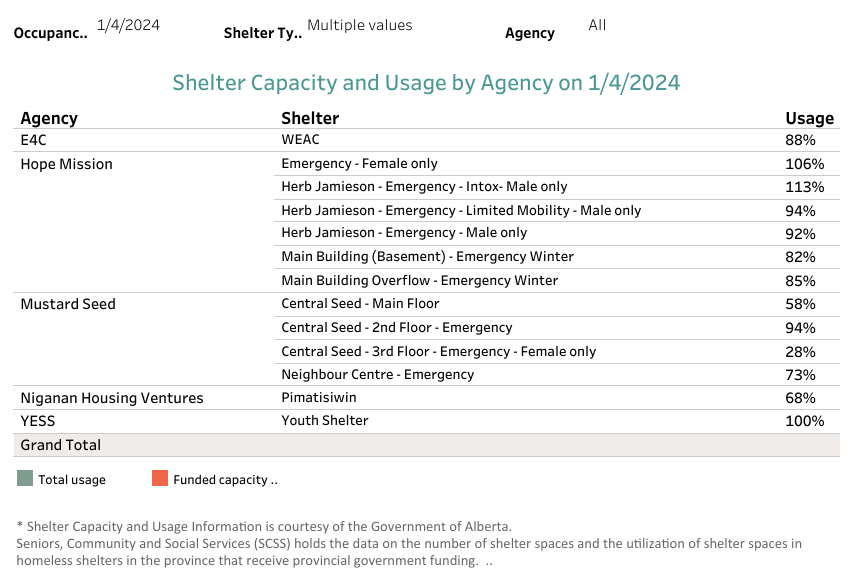 Occupanc.. 1/4/2024 Shelter Ty.. Multiple values Agency All
Shelter Capacity and Usage by Agency on 1/4/2024
Agency Shelter Usage
E4C WEAC 88%
Hope Mission Emergency - Female only 106%
Herb Jamieson - Emergency - Intox- Male only 113%
Herb Jamieson - Emergency - Limited Mobility - Male only 94%
Herb Jamieson - Emergency - Male only 92%
Main Building (Basement) - Emergency Winter 82%
Main Building Overflow - Emergency Winter 85%
Mustard Seed Central Seed - Main Floor 58%
Central Seed - 2nd Floor - Emergency 94%
Central Seed - 3rd Floor - Emergency - Female only 28%
Neighbour Centre - Emergency 73%
Niganan Housing Ventures Pimatisiwin 68%
YESS Youth Shelter 100%
Grand Total
Total usage Funded capacity ..
* Shelter Capacity and Usage Information is courtesy of the Government of Alberta.
Seniors, Community and Social Services (SCSS) holds the data on the number of shelter spaces and the utilization of shelter spaces in
homeless shelters in the province that receive provincial government funding. ..